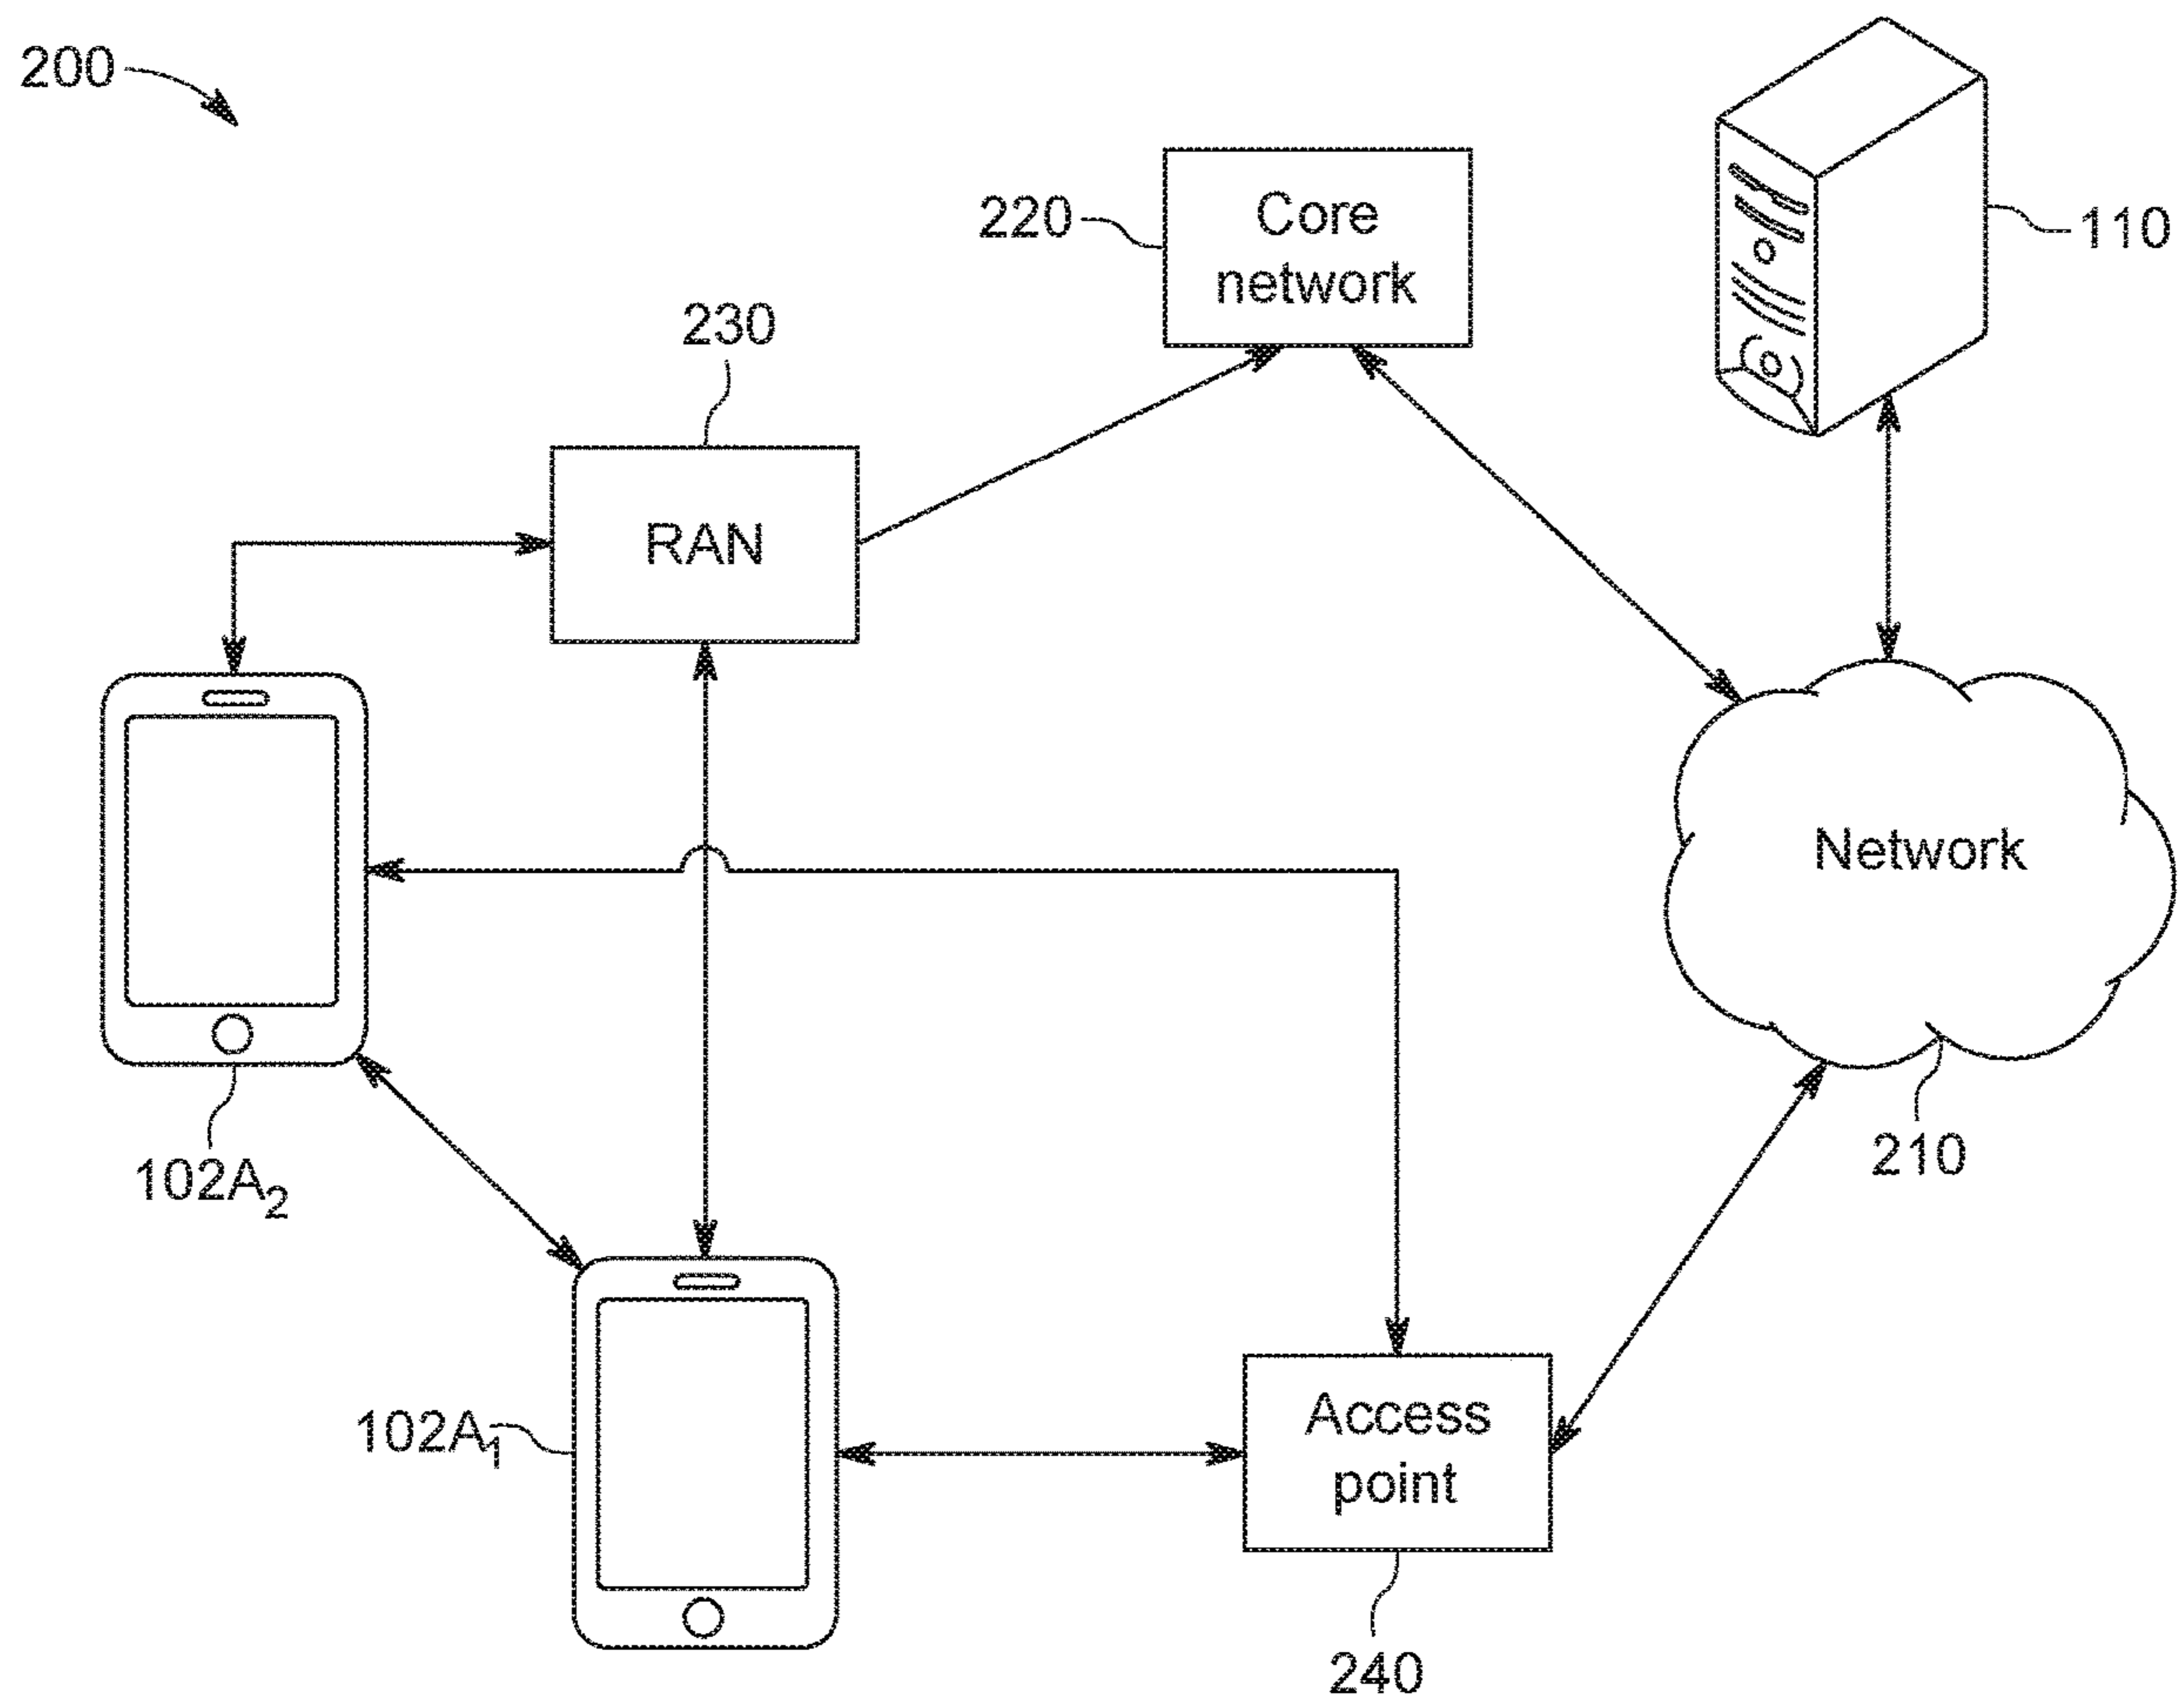 200
110
220
Core
network
230
RAN
Network
102A2
210
102A1
Access
point
240